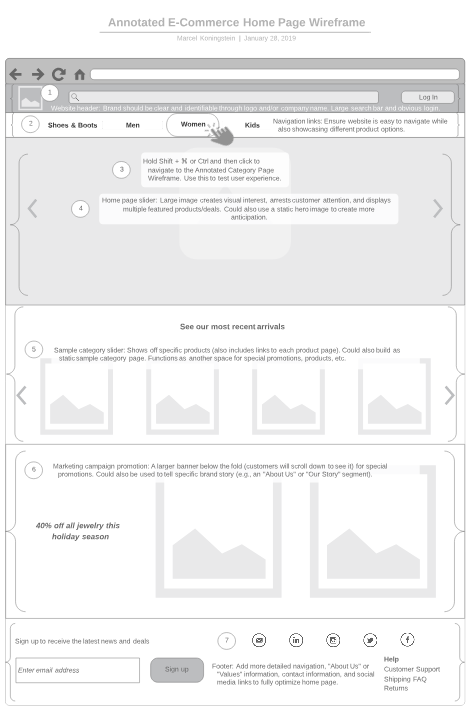 Annotated E-Commerce Home Page Wireframe
Marcel Kriningstein | January 28, 2019
1
Log In
Website header: Brand should be clear and identifiable through logo and/or company name. Large search bar and obvious login.
2 Shoes & Boots Men Women Kids
Navigation links: Ensure website is easy to navigate while
also showcasing different product options.
3
Hold Shift + ⌘ or Ctrl and then click to
navigate to the Annotated Category Page
Wireframe. Use this to test user experience.
4
Home page slider: Large image creates visual interest, arrests customer attention, and displays
multiple featured products/deals. Could also use a static hero image to create more
anticipation.
See our most recent arrivals
5
Sample category slider: Shows off specific products (also includes links to each product page). Could also build as
static sample category page. Functions as another space for special promotions, products, etc.
6
Marketing campaign promotion: A larger banner below the fold (customers will scroll down to see it) for special
promotions. Could also be used to tell specific brand story (e.g., an "About Us" or "Our Story" segment).
40% off all jewelry this
holiday season
Sign up to receive the latest news and deals
7
Enter email address
Sign up
Footer: Add more detailed navigation, "About Us" or
"Values" information, contact information, and social
media links to fully optimize home page.
Help
Customer Support
Shipping FAQ
Returns